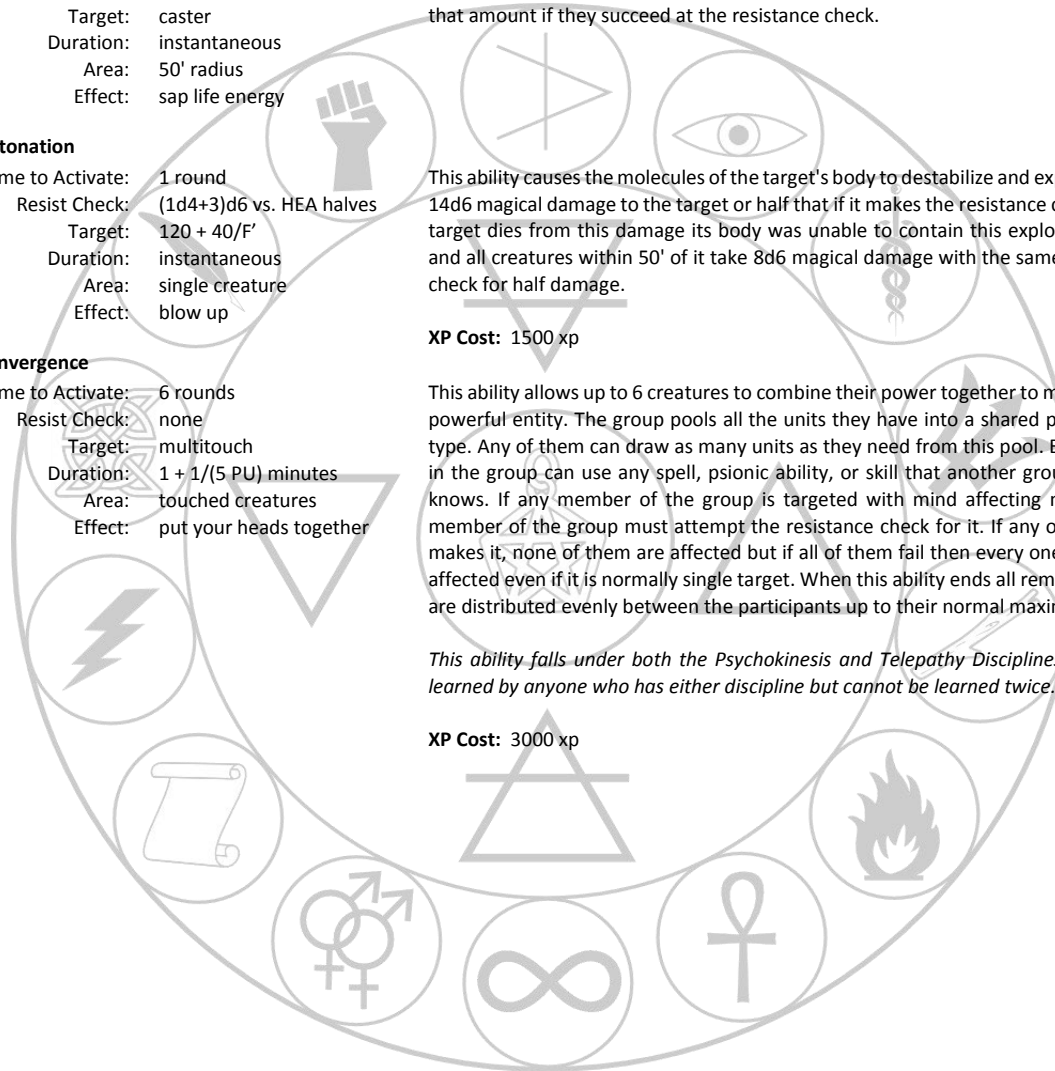 Target: caster
Duration: instantaneous
Area: 50' radius
Effect: sap life energy
that amount if they succeed at the resistance check.
tonation
me to Activate: 1 round
Resist Check: (1d4+3)d6 vs. HEA halves
Target: 120 + 40/F’
Duration: instantaneous
Area: single creature
Effect: blow up
This ability causes the molecules of the target's body to destabilize and ex
14d6 magical damage to the target or half that if it makes the resistance
target dies from this damage its body was unable to contain this explo
and all creatures within 50' of it take 8d6 magical damage with the same
check for half damage.
XP Cost: 1500 xp
nvergence
me to Activate: 6 rounds
Resist Check: none
Target: multitouch
Duration: 1 + 1/(5 PU) minutes
Area: touched creatures
Effect: put your heads together
This ability allows up to 6 creatures to combine their power together to m
powerful entity. The group pools all the units they have into a shared p
type. Any of them can draw as many units as they need from this pool. E
in the group can use any spell, psionic ability, or skill that another grou
knows. If any member of the group is targeted with mind affecting
member of the group must attempt the resistance check for it. If any o
makes it, none of them are affected but if all of them fail then every one
affected even if it is normally single target. When this ability ends all rem
are distributed evenly between the participants up to their normal maxi
This ability falls under both the Psychokinesis and Telepathy Disciplines
learned by anyone who has either discipline but cannot be learned twice.
XP Cost: 3000 xp